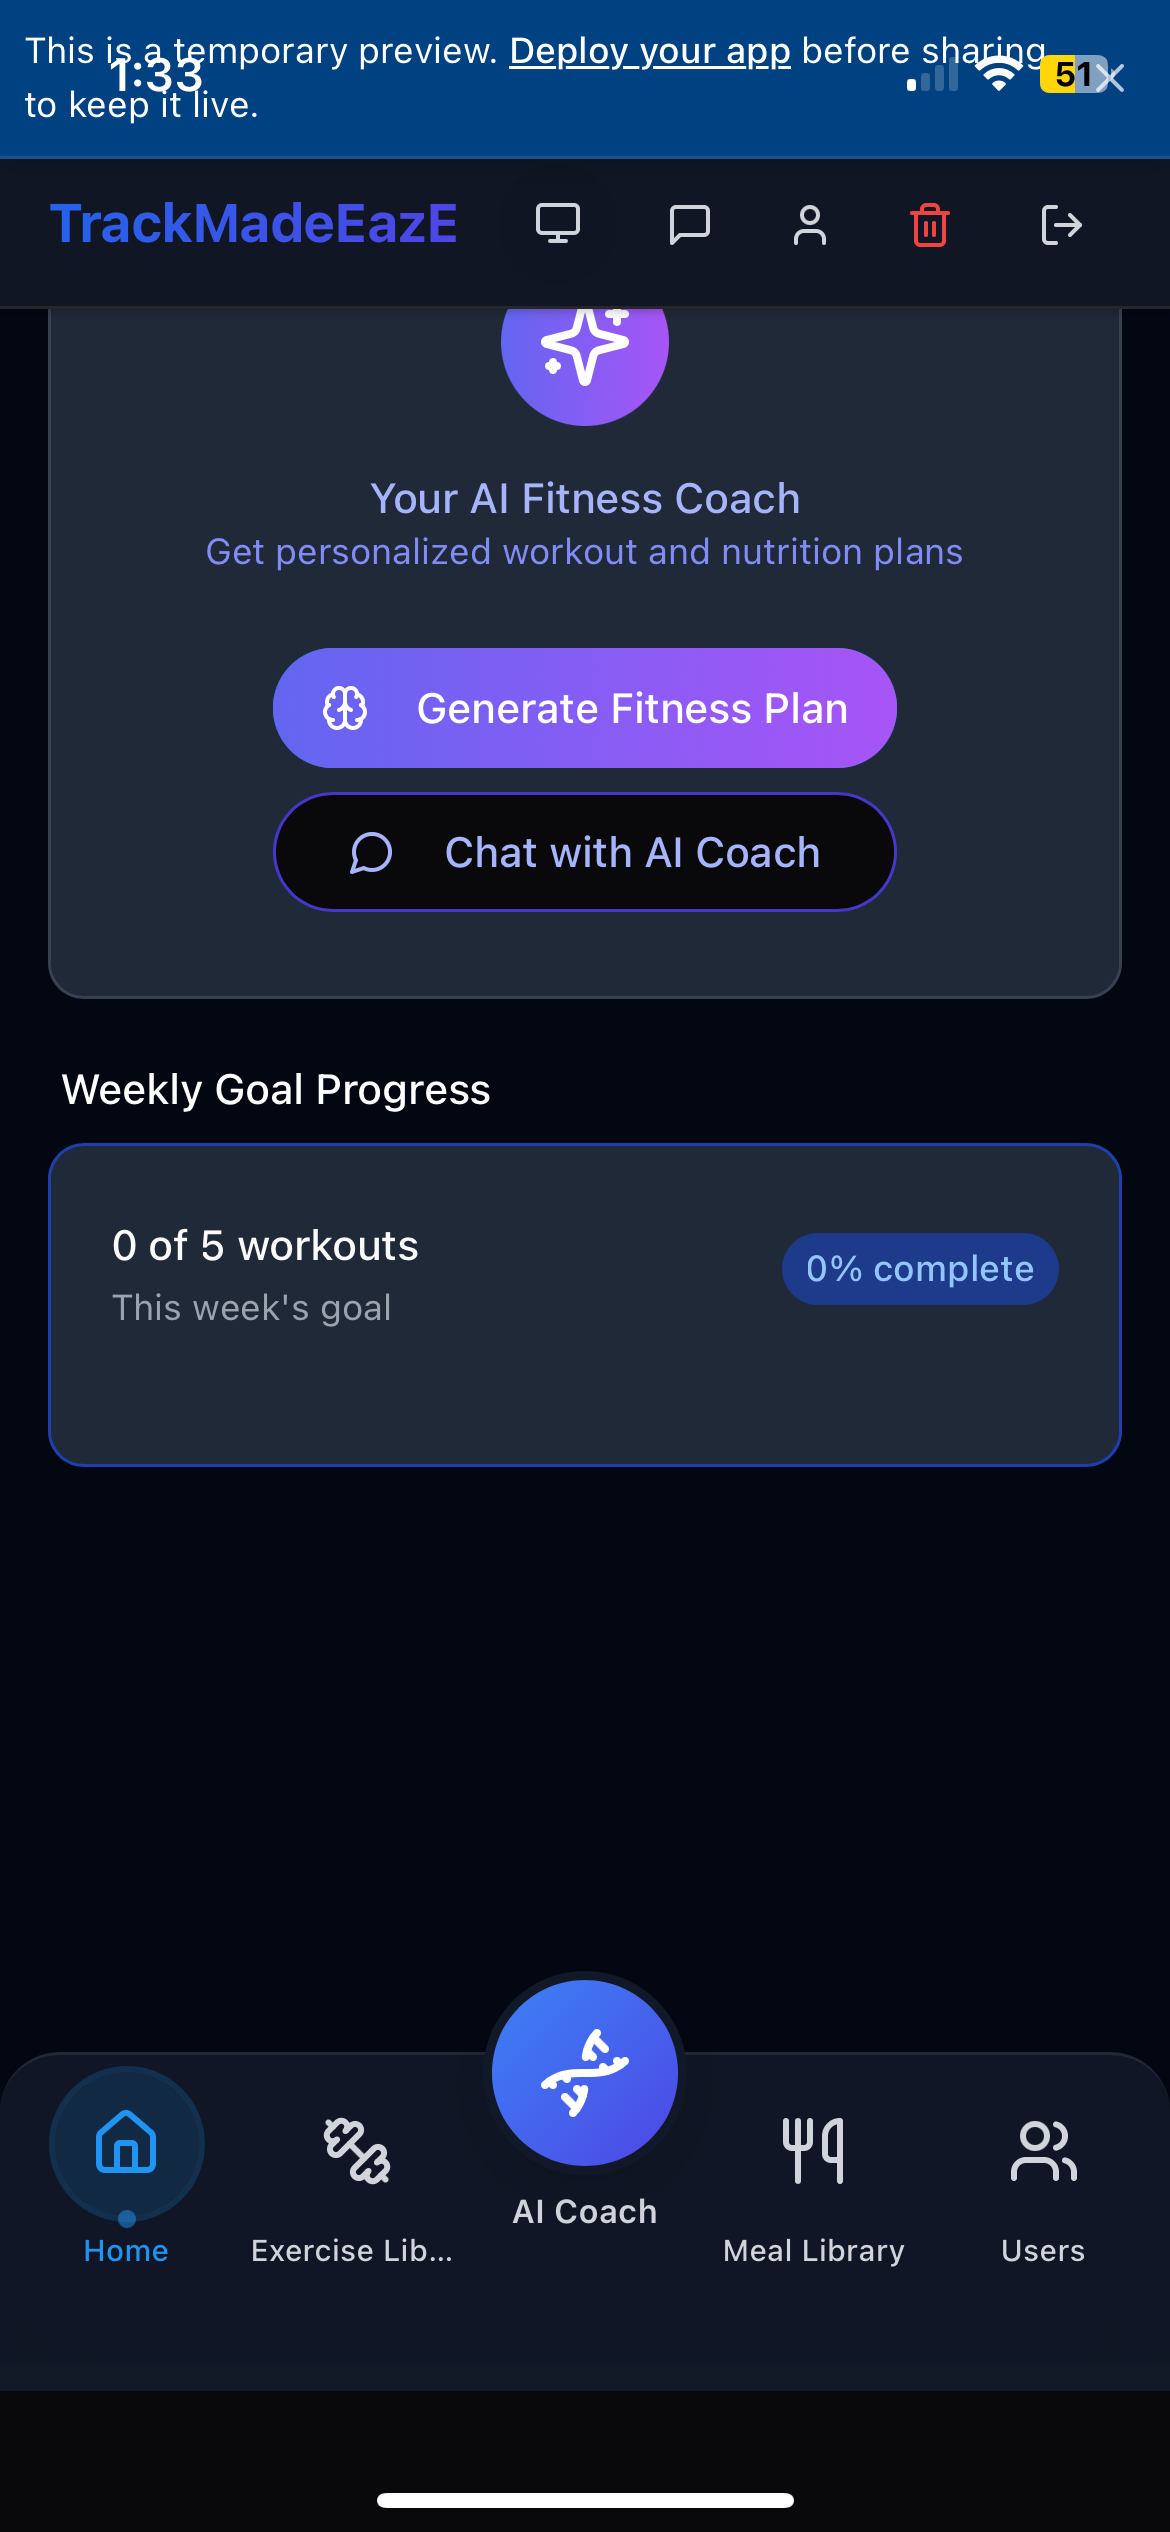 This is a temporary preview. Deploy your app before sharing
to keep it live.
1:33
51
TrackMadeEazE
Your AI Fitness Coach
Get personalized workout and nutrition plans
Generate Fitness Plan
Chat with AI Coach
Weekly Goal Progress
0 of 5 workouts
0% complete
This week's goal
Home
Exercise Lib...
AI Coach
Meal Library
Users